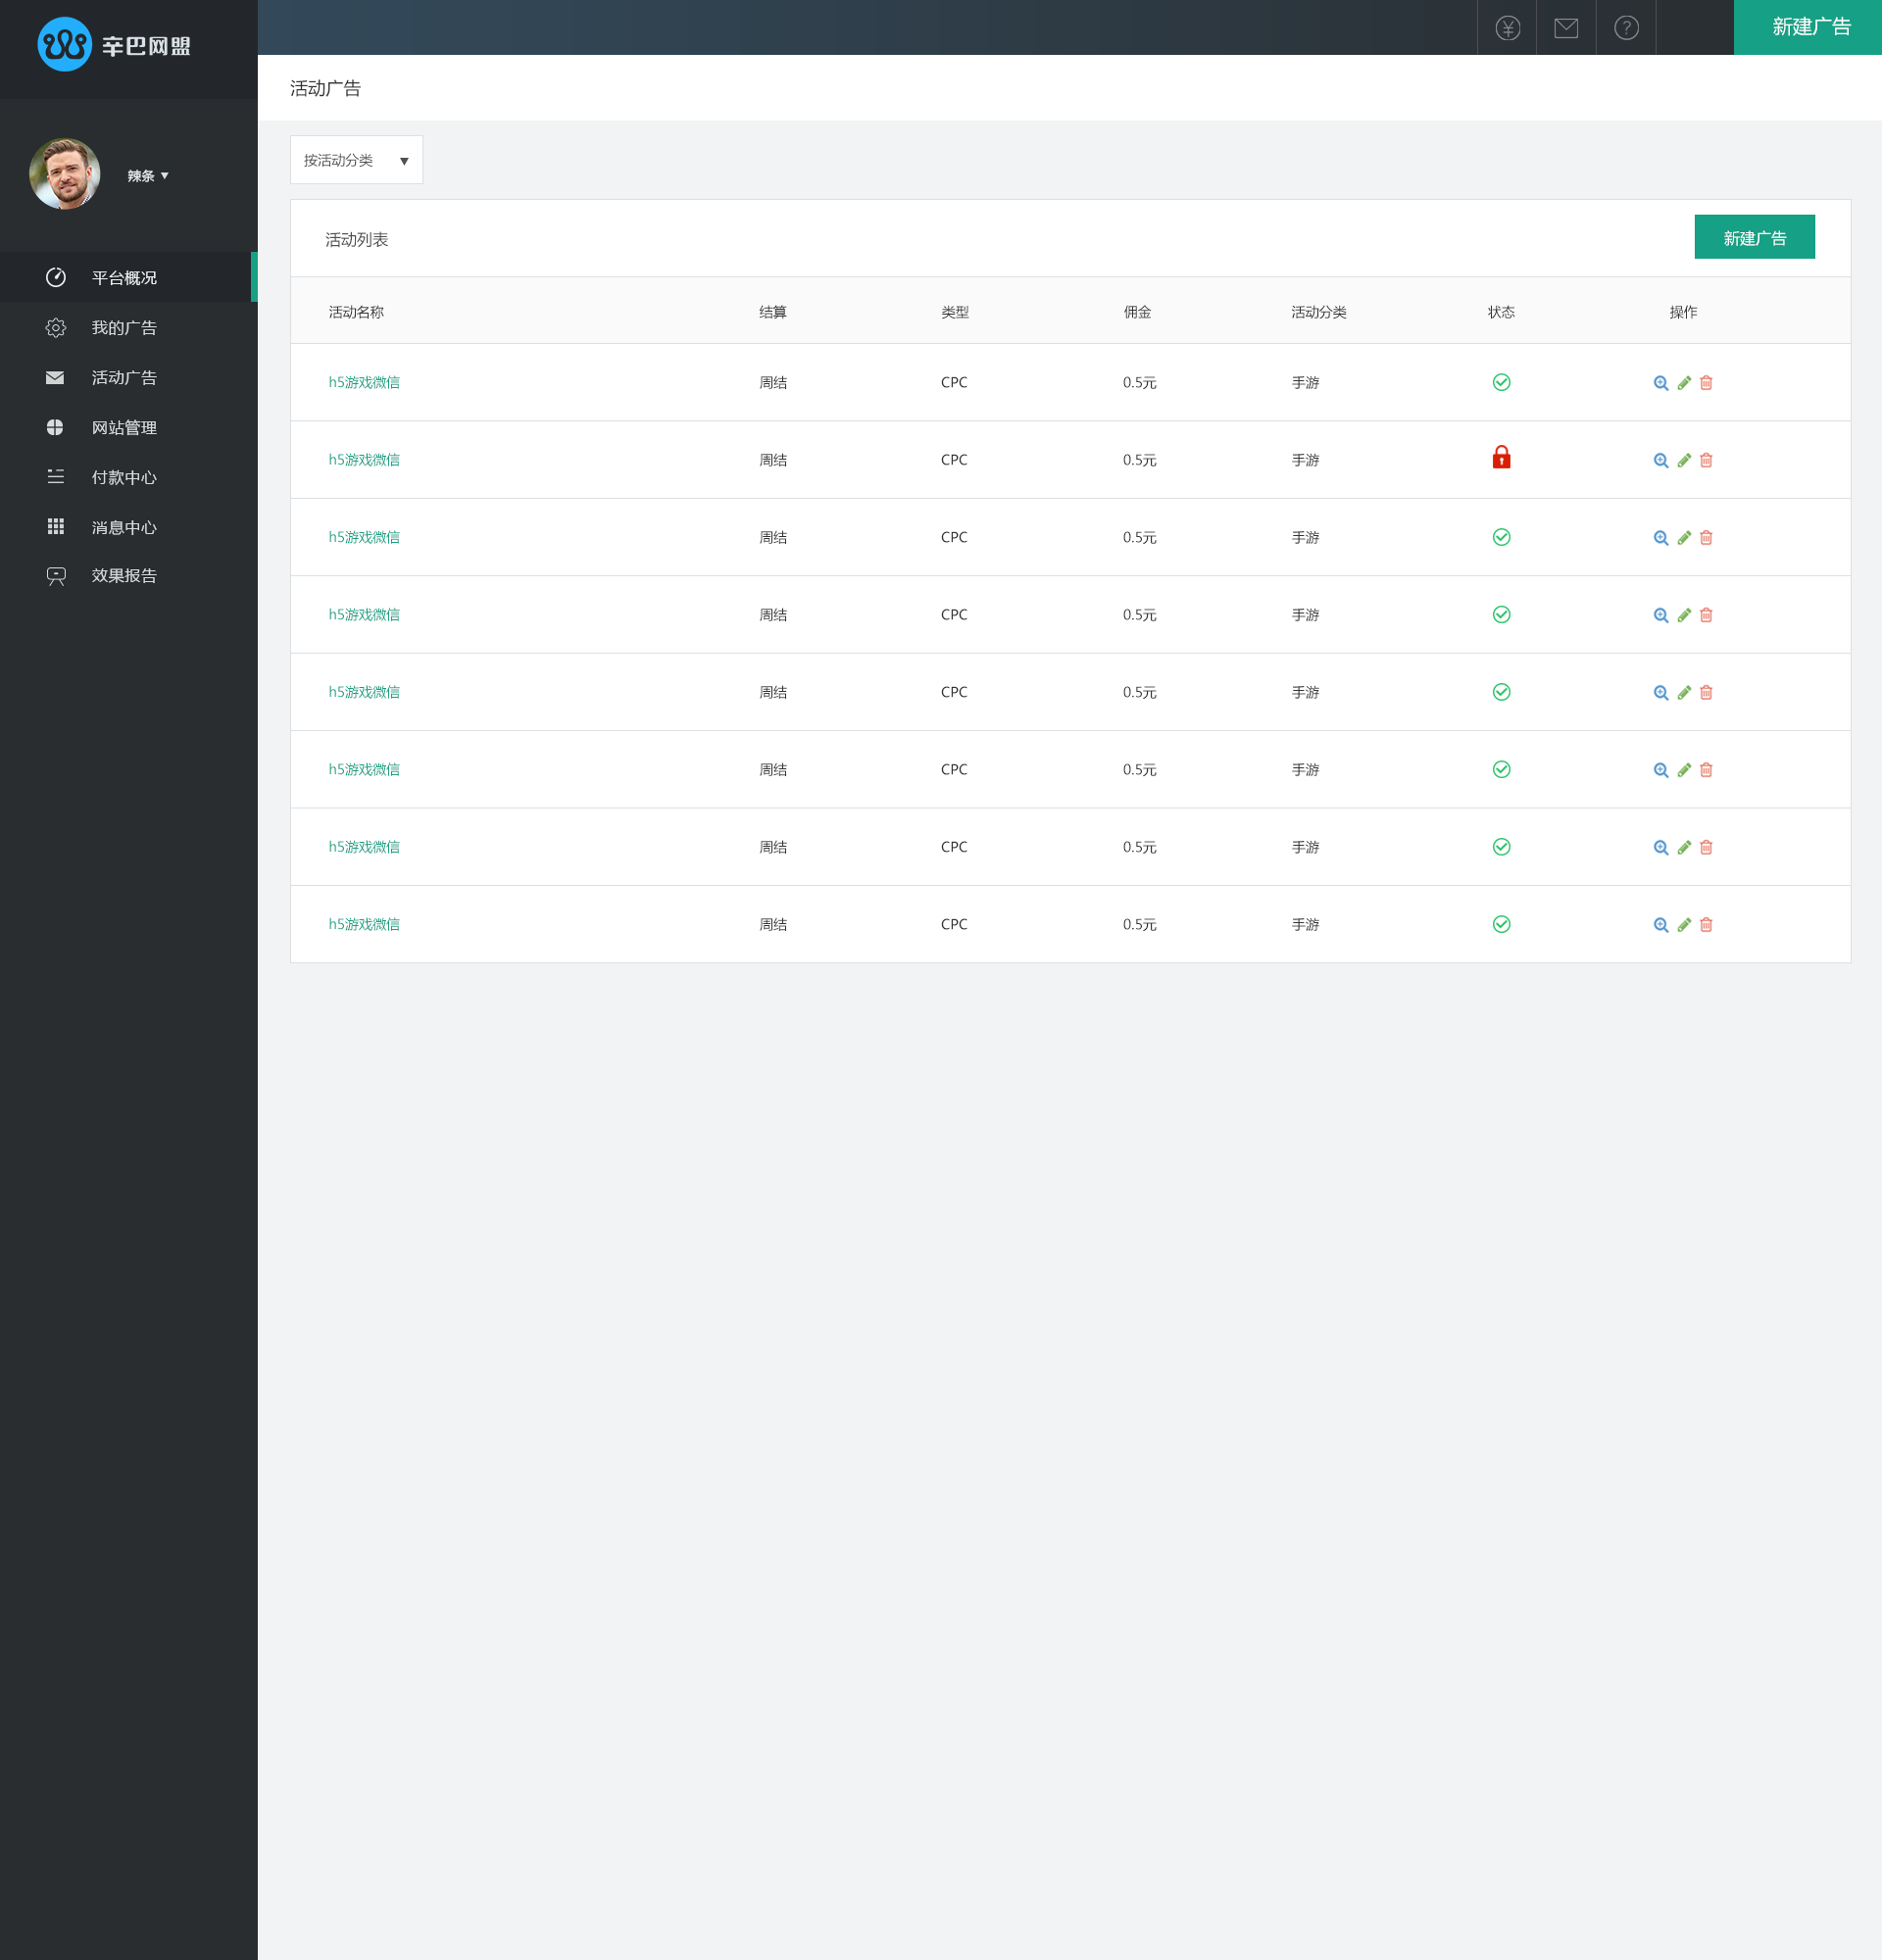 辛巴网盟
新建广告
辣条
平台概况
我的广告
活动广告
网站管理
付款中心
消息中心
效果报告
活动广告
按活动分类
活动列表 新建广告
活动名称 结算 类型 佣金 活动分类 状态 操作
h5游戏微信 周结 CPC 0.5元 手游
h5游戏微信 周结 CPC 0.5元 手游
h5游戏微信 周结 CPC 0.5元 手游
h5游戏微信 周结 CPC 0.5元 手游
h5游戏微信 周结 CPC 0.5元 手游
h5游戏微信 周结 CPC 0.5元 手游
h5游戏微信 周结 CPC 0.5元 手游
h5游戏微信 周结 CPC 0.5元 手游